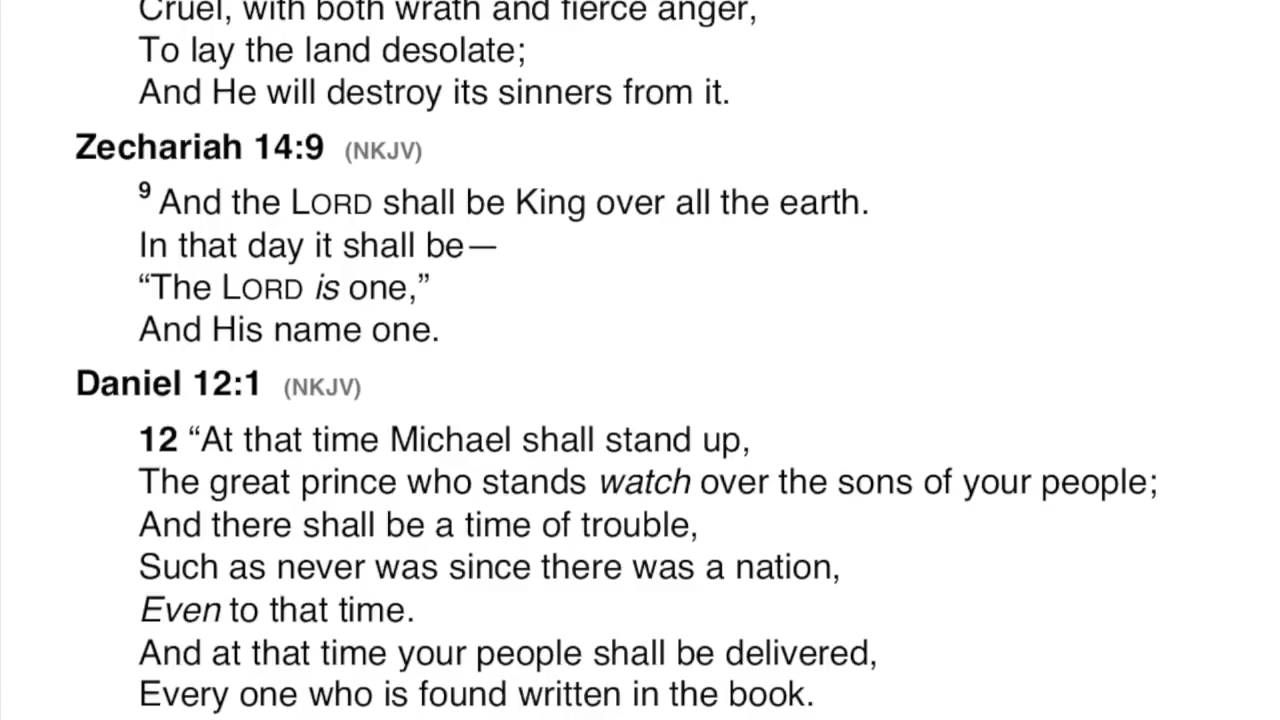 Cruel, with both wrath and fierce anger,
To lay the land desolate;
And He will destroy its sinners from it.
Zechariah 14:9 (NKJV)
9 And the LORD shall be King over all the earth.
In that day it shall be—
“The LORD is one,”
And His name one.
Daniel 12:1 (NKJV)
12 “At that time Michael shall stand up,
The great prince who stands watch over the sons of your people;
And there shall be a time of trouble,
Such as never was since there was a nation,
Even to that time.
And at that time your people shall be delivered,
Every one who is found written in the book.